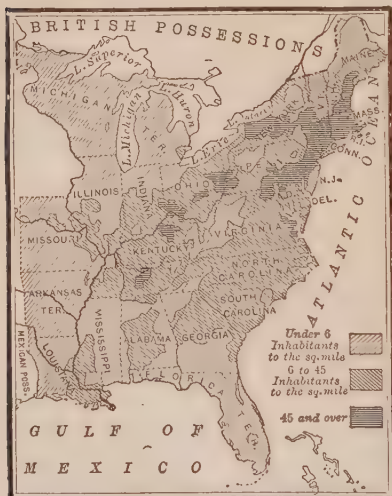 BRITISH POSSESSIONS
L. Superior
MICHIGAN
TER.
L. Michigan
L. Huron
L. Erie
MAINE
VT.
MASS.
R.I.
CONN.
N.J.
DEL.
ILLINOIS
INDIANA
OHIO
MISSOURI
KENTUCKY
VIRGINIA
NORTH
CAROLINA
ARKANSAS
TER.
SOUTH
CAROLINA
MISSISSIPPI
ALABAMA
GEORGIA
MEXICAN POSS.
LOUISIANA
FLORIDA
TER.
ATLANTIC OCEAN
Under 6
Inhabitants
to the sq. mile
6 to 45
Inhabitants
to the sq. mile
45 and over
GULF OF
MEXICO